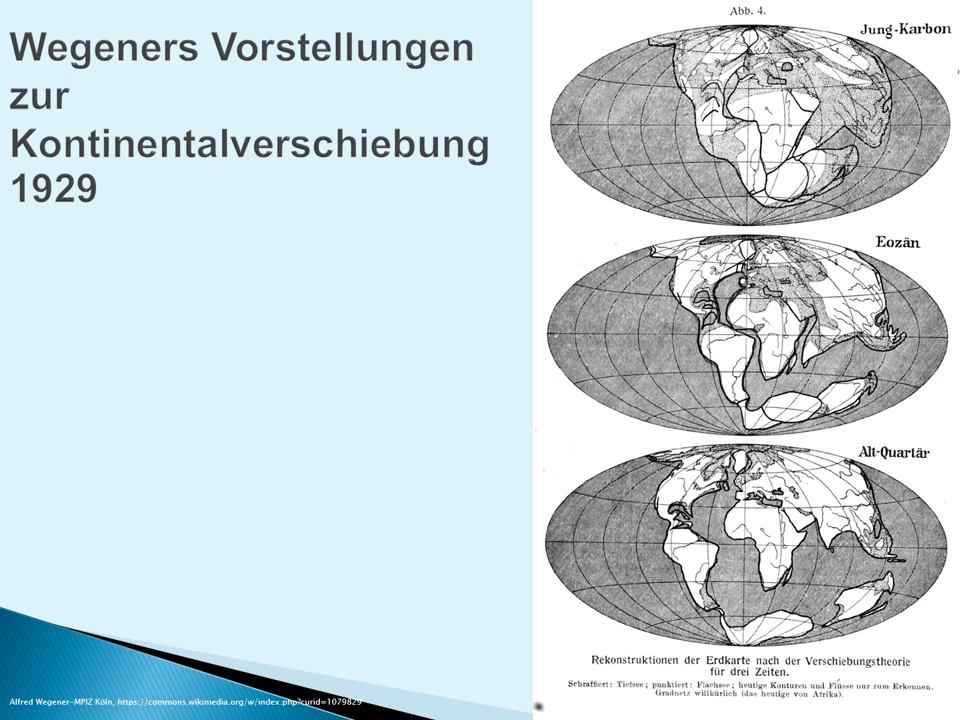 Wegeners Vorstellungen
zur
Kontinentalverschiebung
1929
Abb. 4.
Jung-Karbon
Eozän
Alt-Quartär
Rekonstruktionen der Erdkarte nach der Verschiebungstheorie
für drei Zeiten.
Schraffiert: Tiefsee; punktiert: Flachsee; heutige Konturen und Flüsse nur zum Erkennen.
Gradnetz willkürlich (das heutige von Afrika).
Alfred Wegener-MPIZ Köln, https://commons.wikimedia.org/w/index.php?curid=1079829